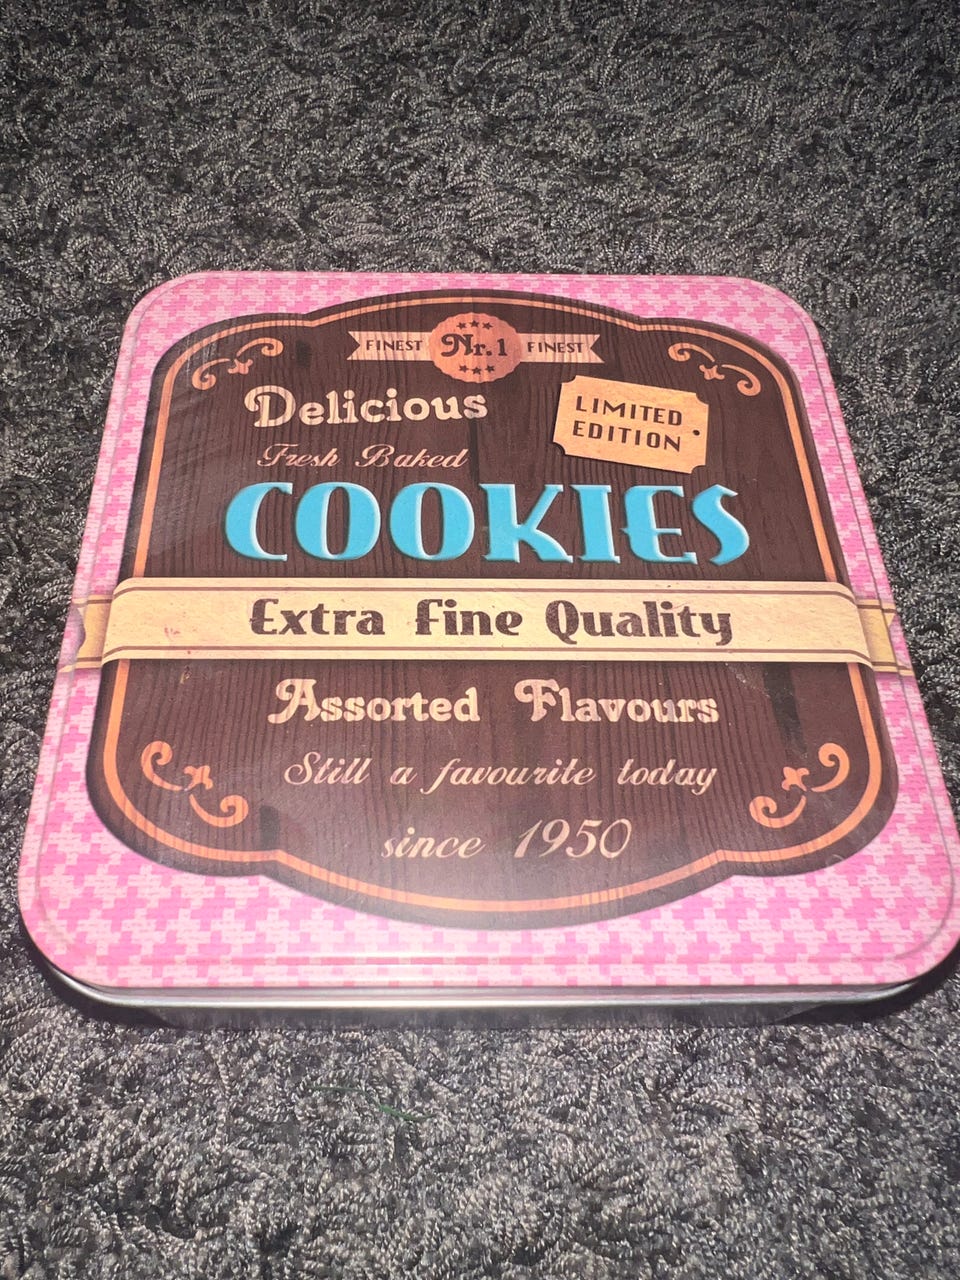 FINEST Nr.1 FINEST
Delicious
LIMITED
EDITION
Fresh Baked
COOKIES
Extra Fine Quality
Assorted Flavours
Still a favourite today
since 1950